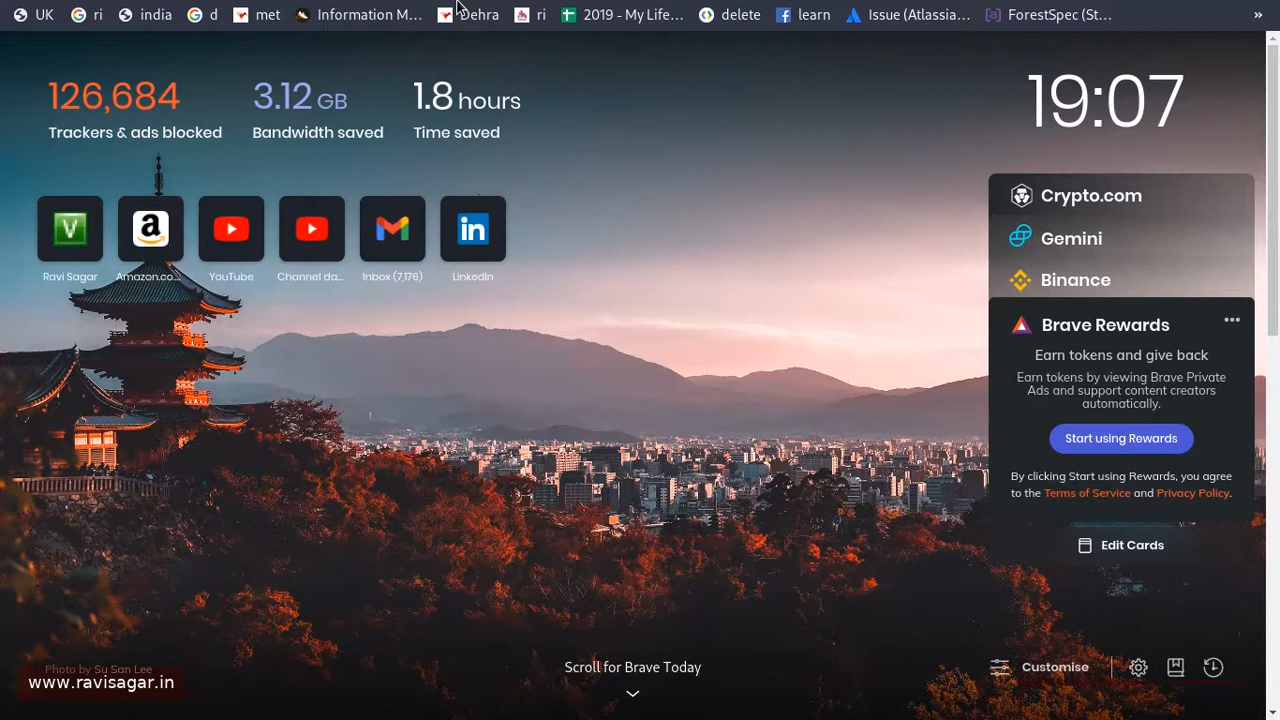 UK ri india d met Information M... Dehra ri 2019 - My Life... delete learn Issue (Atlassia... ForestSpec (St... »
126,684 3.12 GB 1.8 hours
Trackers & ads blocked Bandwidth saved Time saved
19:07
Ravi Sagar Amazon.co... YouTube Channel da... Inbox (7,176) LinkedIn
Crypto.com
Gemini
Binance
Brave Rewards
Earn tokens and give back
Earn tokens by viewing Brave Private
Ads and support content creators
automatically.
Start using Rewards
By clicking Start using Rewards, you agree
to the Terms of Service and Privacy Policy.
Edit Cards
Photo by Su San Lee
www.ravisagar.in
Scroll for Brave Today
Customise